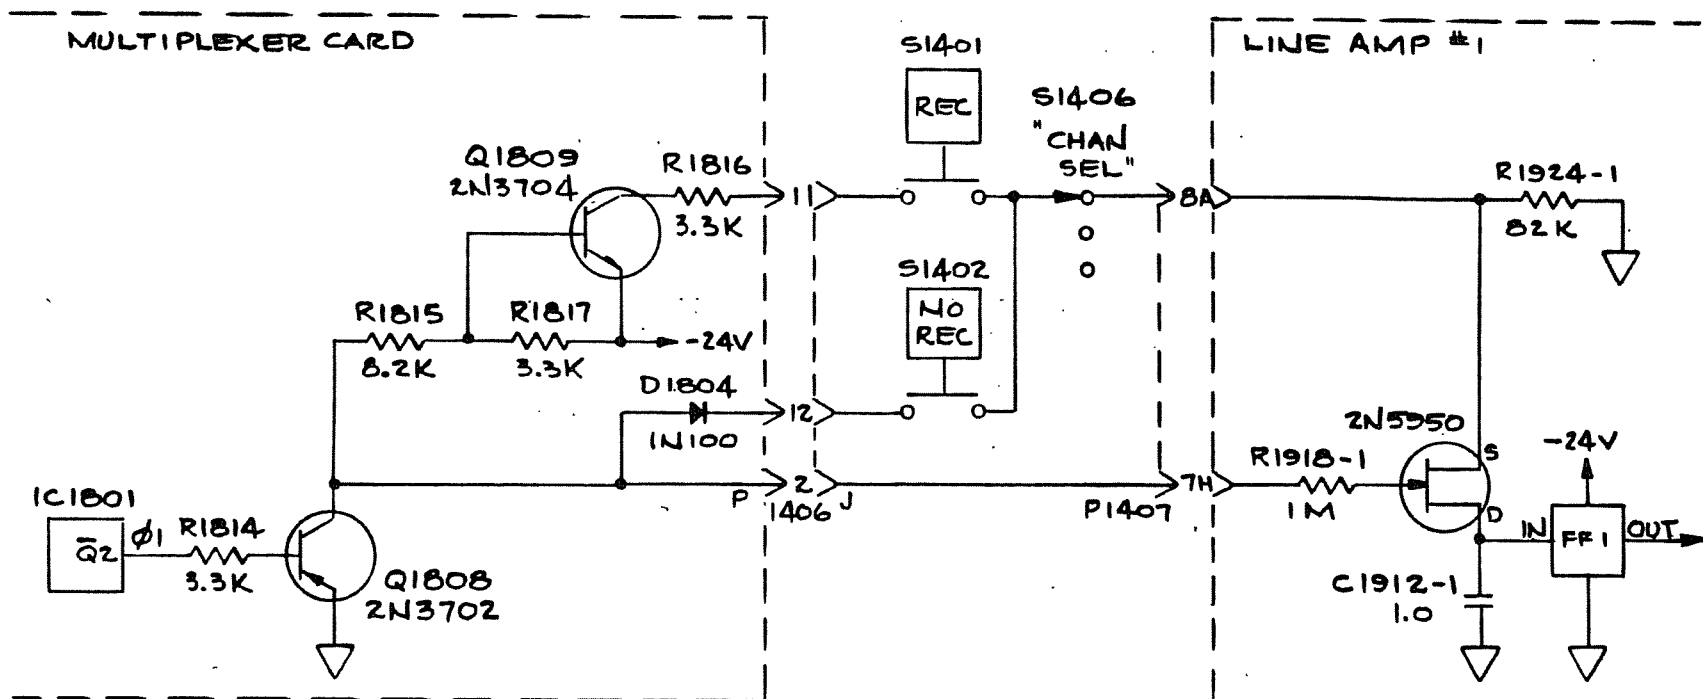 MULTIPLEXER CARD
S1401
REC
S1406
"CHAN
SEL"
LINE AMP #1
Q1809
2N3704
R1816
3.3K
11
8A
R1924-1
82K
S1402
NO
REC
R1815
8.2K
R1817
3.3K
-24V
D1804
1N100
12
2N5950
S
D
-24V
IC1801
Q̅2
ø1
R1814
3.3K
Q1808
2N3702
P
2
J
1406
P1407
7H
R1918-1
1M
IN
FF1
OUT
C1912-1
1.0